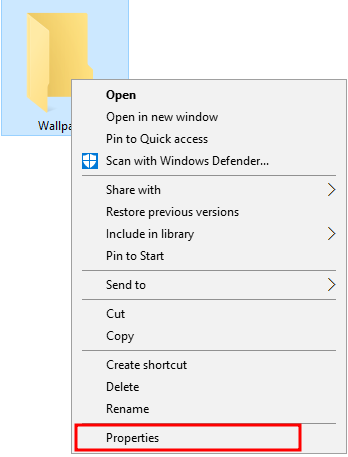 Wallpa
Open
Open in new window
Pin to Quick access
Scan with Windows Defender...
Share with
Restore previous versions
Include in library
Pin to Start
Send to
Cut
Copy
Create shortcut
Delete
Rename
Properties